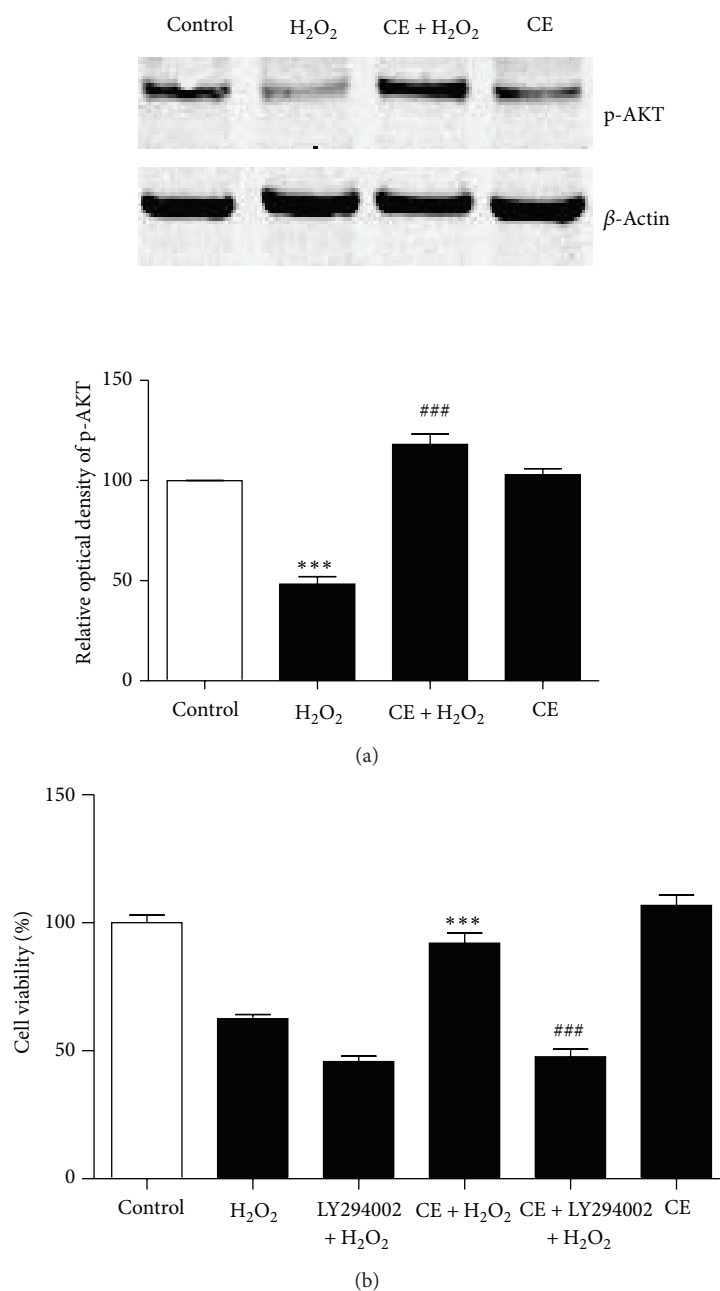 Control H₂O₂ CE + H₂O₂ CE
p-AKT
β-Actin
Relative optical density of p-AKT
150
100
50
0
***
###
Control H₂O₂ CE + H₂O₂ CE
(a)
Cell viability (%)
150
100
50
0
***
###
Control H₂O₂ LY294002 CE + H₂O₂ CE + LY294002 CE
+ H₂O₂ + H₂O₂
(b)